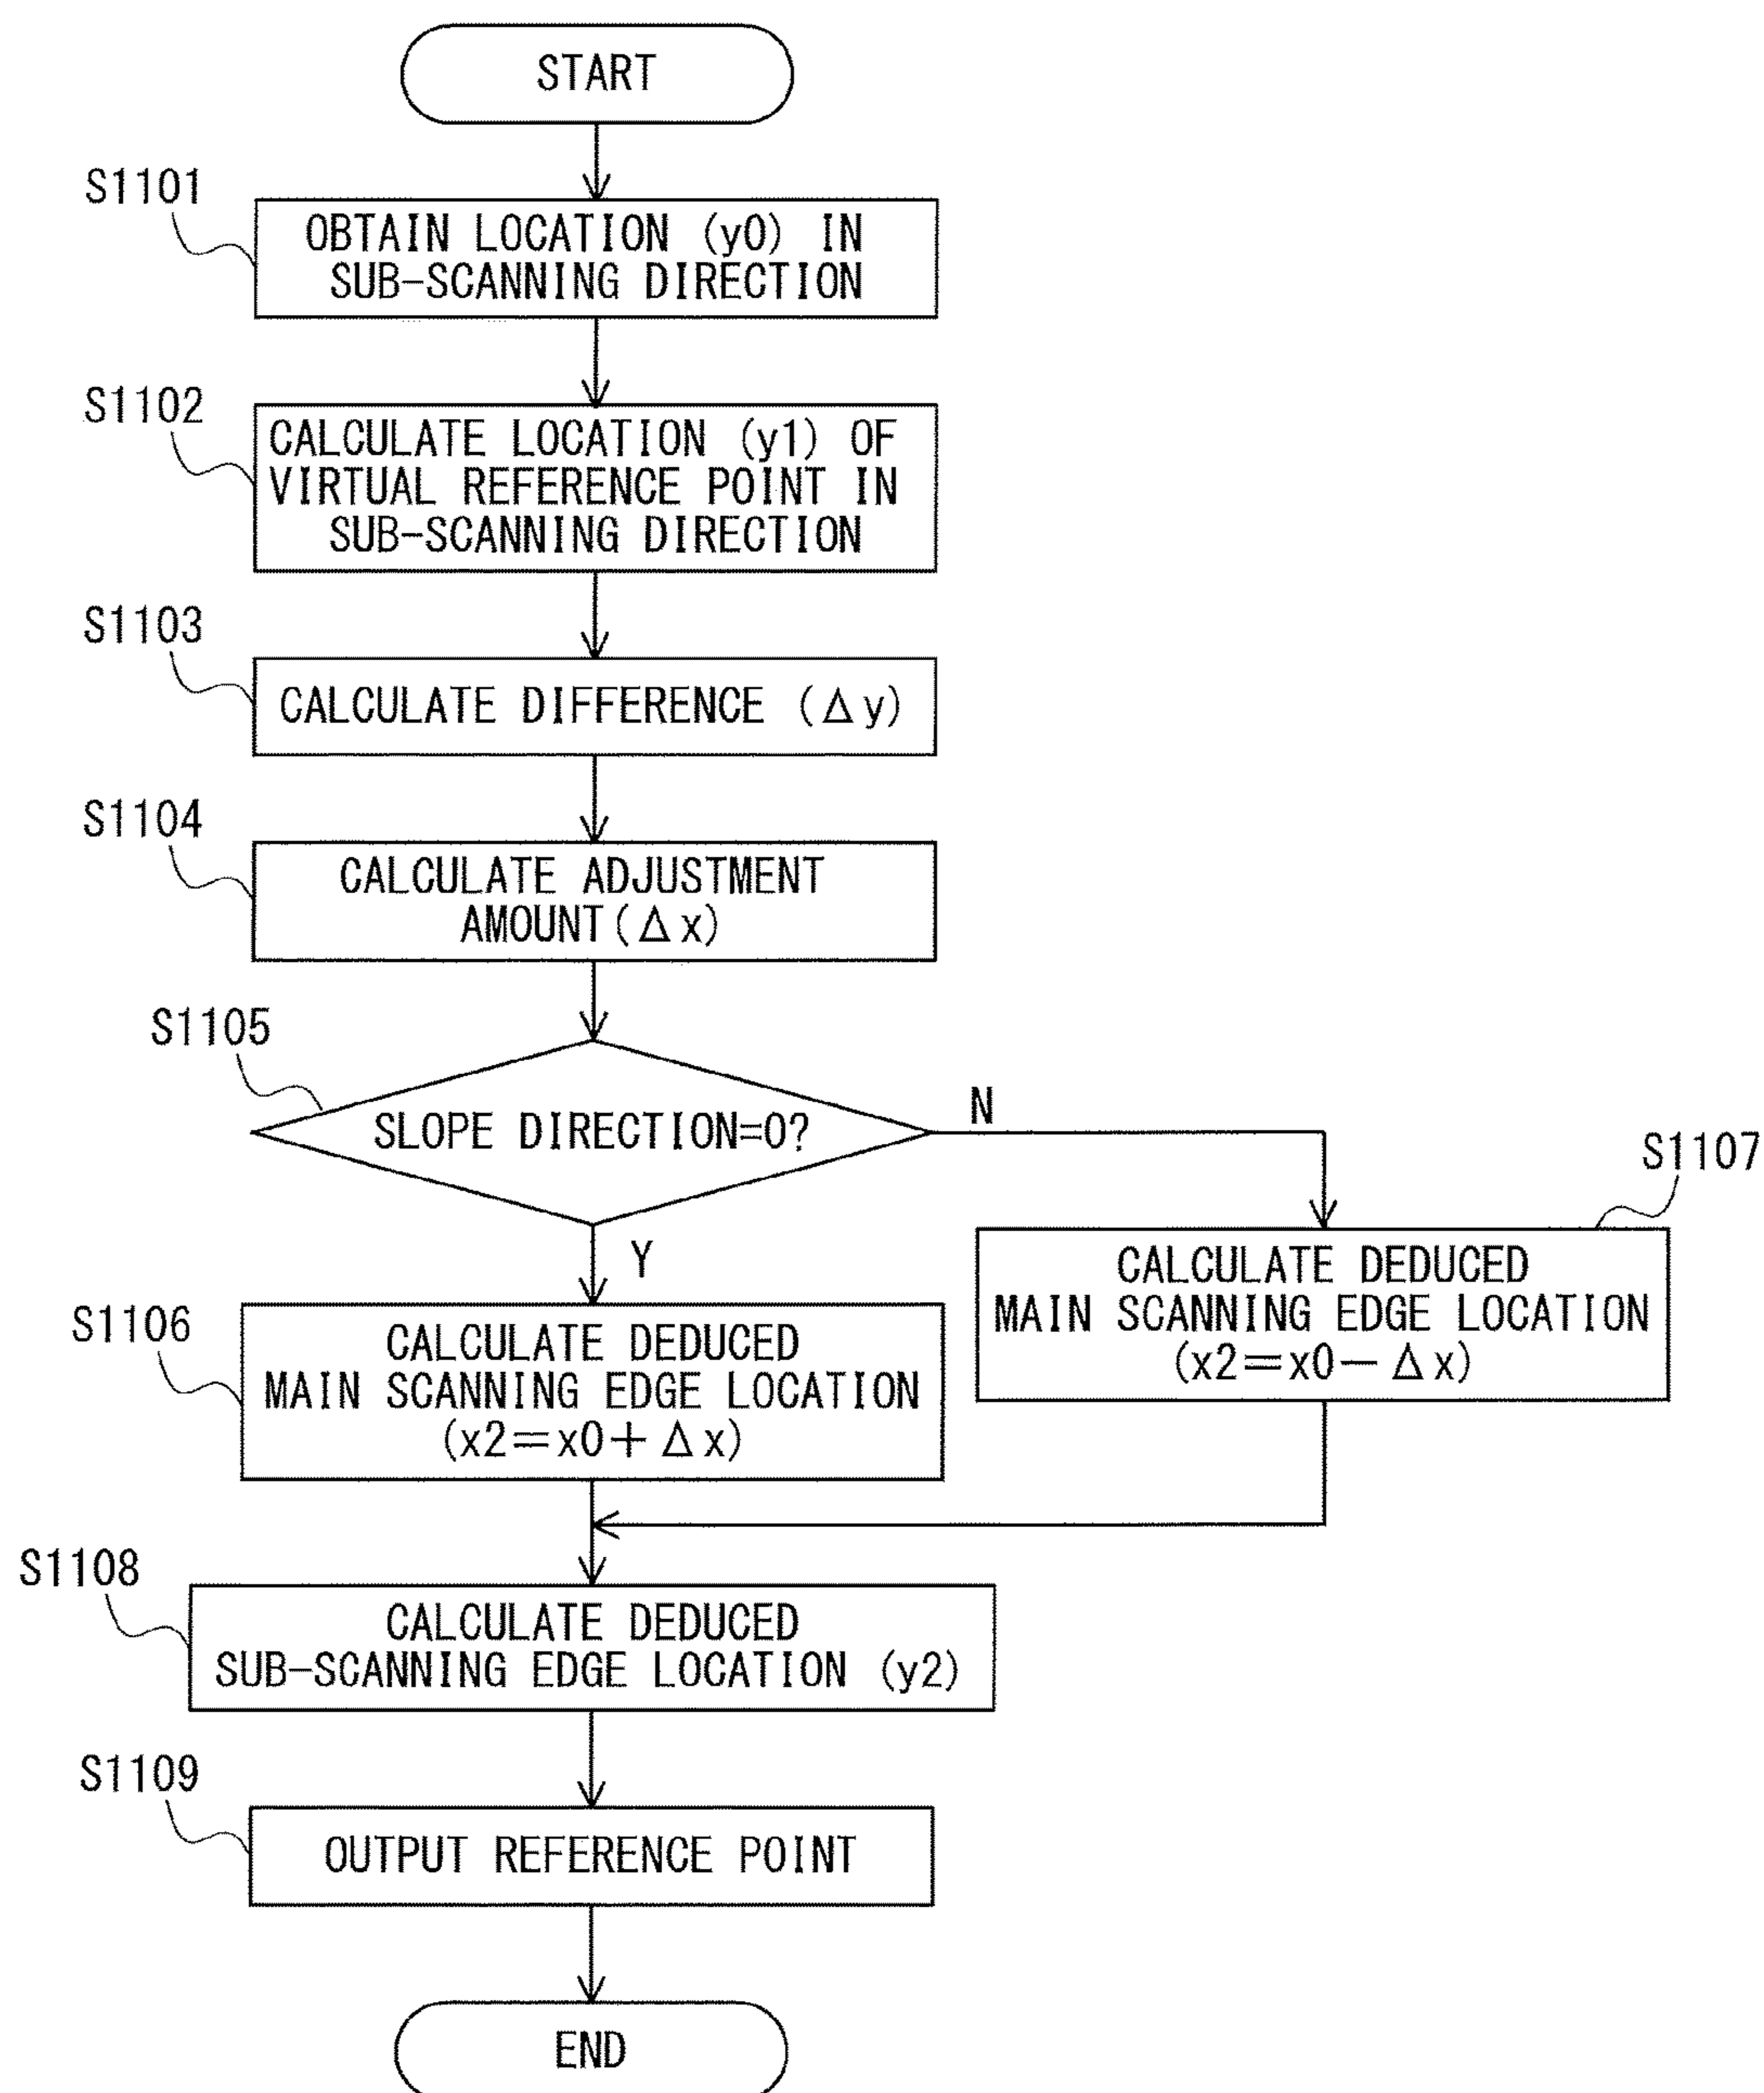 START
S1101
OBTAIN LOCATION (y0) IN
SUB-SCANNING DIRECTION
S1102
CALCULATE LOCATION (y1) OF
VIRTUAL REFERENCE POINT IN
SUB-SCANNING DIRECTION
S1103
CALCULATE DIFFERENCE (Δy)
S1104
CALCULATE ADJUSTMENT
AMOUNT(Δx)
S1105
SLOPE DIRECTION=0?
N
Y
S1107
CALCULATE DEDUCED
MAIN SCANNING EDGE LOCATION
(x2=x0-Δx)
S1106
CALCULATE DEDUCED
MAIN SCANNING EDGE LOCATION
(x2=x0+Δx)
S1108
CALCULATE DEDUCED
SUB-SCANNING EDGE LOCATION (y2)
S1109
OUTPUT REFERENCE POINT
END